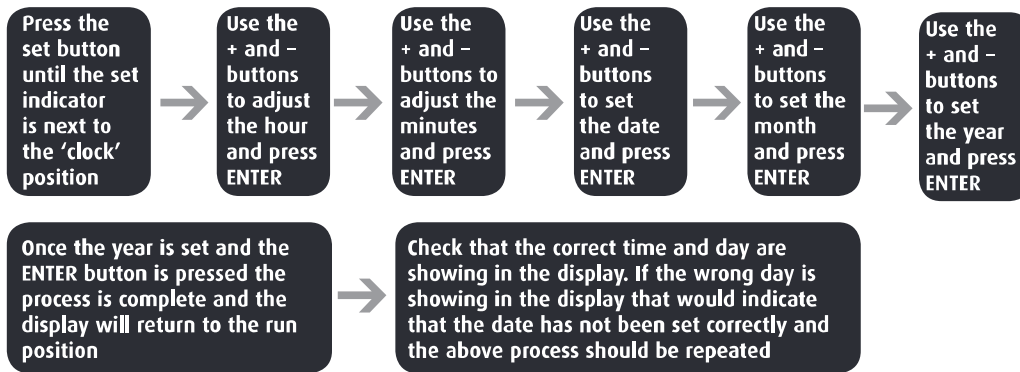 Press the
set button
until the set
indicator
is next to
the ‘clock’
position
Use the
+ and –
buttons
to adjust
the hour
and press
ENTER
Use the
+ and –
buttons to
adjust the
minutes
and press
ENTER
Use the
+ and –
buttons
to set
the date
and press
ENTER
Use the
+ and –
buttons
to set the
month
and press
ENTER
Use the
+ and –
buttons
to set
the year
and press
ENTER
Once the year is set and the
ENTER button is pressed the
process is complete and the
display will return to the run
position
Check that the correct time and day are
showing in the display. If the wrong day is
showing in the display that would indicate
that the date has not been set correctly and
the above process should be repeated